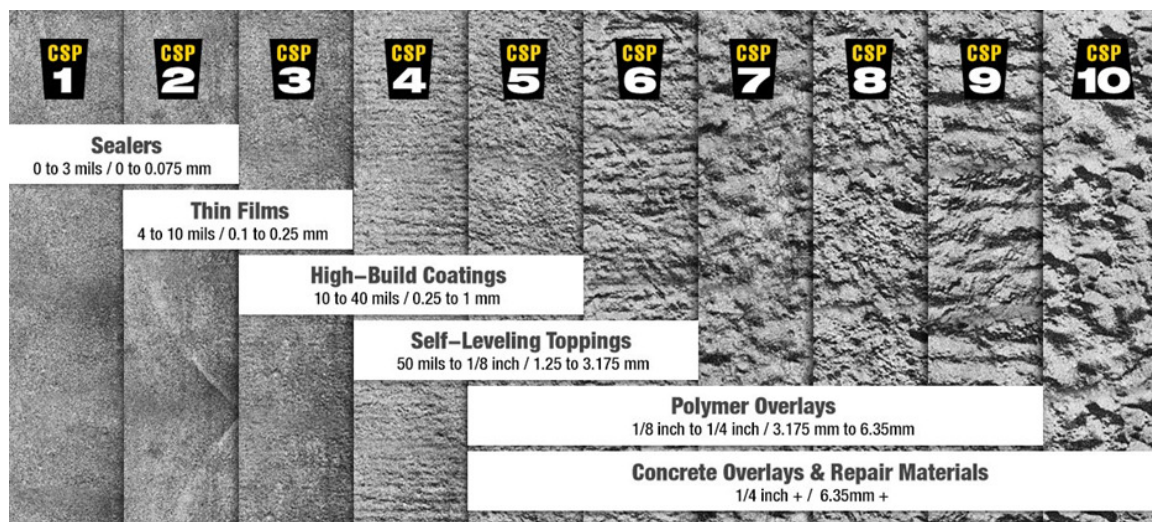 CSP
1
CSP
2
CSP
3
CSP
4
CSP
5
CSP
6
CSP
7
CSP
8
CSP
9
CSP
10
Sealers
0 to 3 mils / 0 to 0.075 mm
Thin Films
4 to 10 mils / 0.1 to 0.25 mm
High-Build Coatings
10 to 40 mils / 0.25 to 1 mm
Self-Leveling Toppings
50 mils to 1/8 inch / 1.25 to 3.175 mm
Polymer Overlays
1/8 inch to 1/4 inch / 3.175 mm to 6.35mm
Concrete Overlays & Repair Materials
1/4 inch + / 6.35mm +